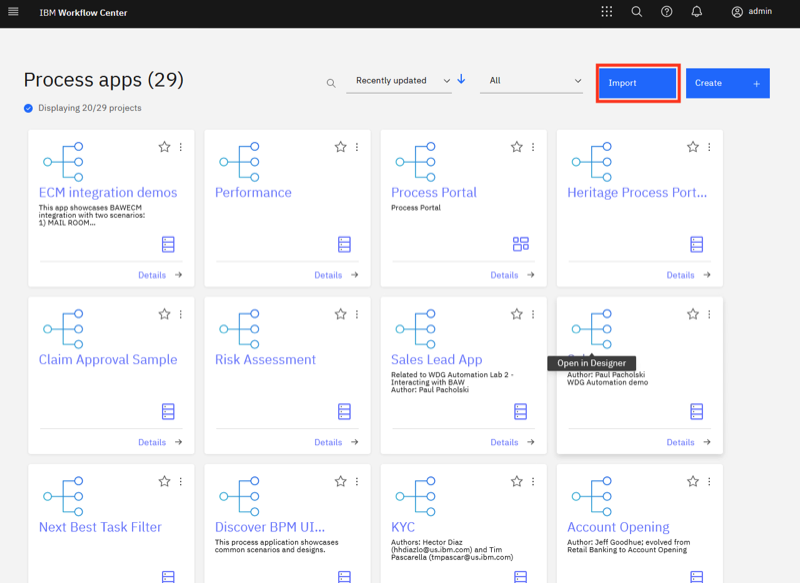 IBM Workflow Center
admin
Process apps (29)
Recently updated
All
Import
Create +
Displaying 20/29 projects
ECM integration demos
This app showcases BAWECM
integration with two scenarios:
1) MAIL ROOM...
Details
Performance
Details
Process Portal
Process Portal
Details
Heritage Process Port...
Details
Claim Approval Sample
Details
Risk Assessment
Details
Sales Lead App
Related to WDG Automation Lab 2 -
Interacting with BAW
Author: Paul Pacholski
Details
Open in Designer
Author: Paul Pacholski
WDG Automation demo
Details
Next Best Task Filter
Discover BPM UI...
This process application showcases
common scenarios and designs.
KYC
Authors: Hector Diaz
(hhdiazlo@us.ibm.com) and Tim
Pascarella (tmpascar@us.ibm.com)
Account Opening
Author: Jeff Goodhue; evolved from
Retail Banking to Account Opening